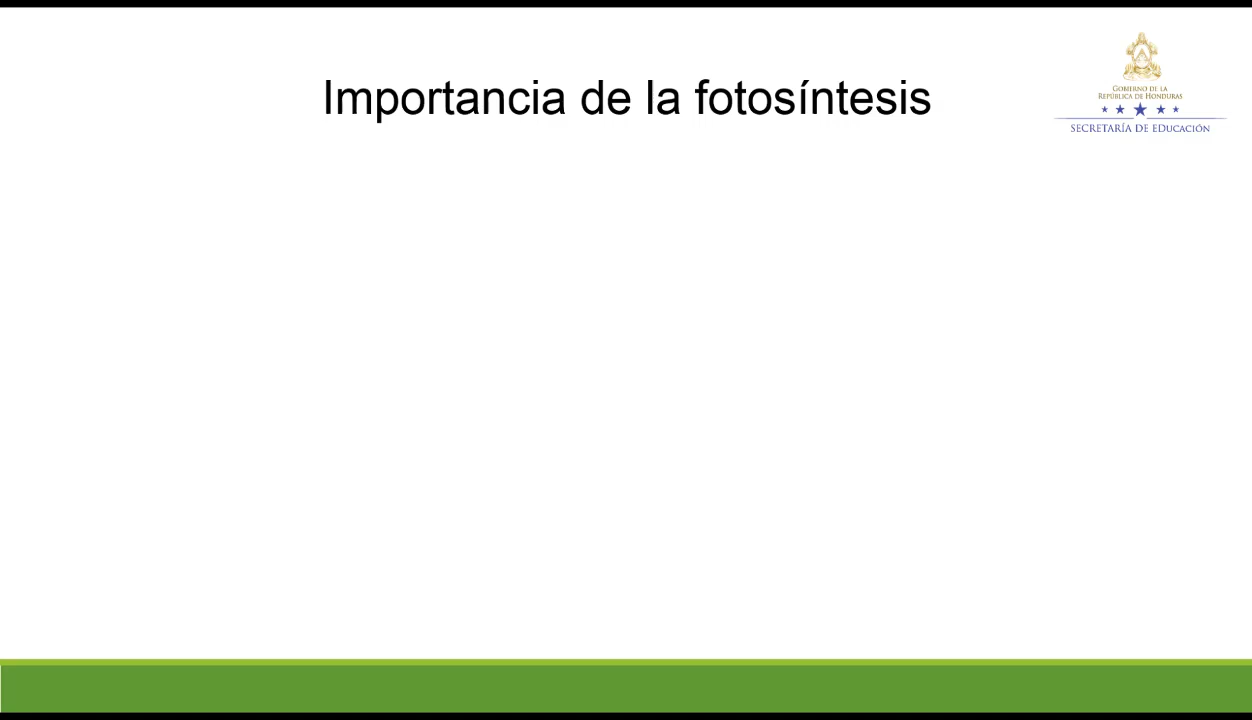 Importancia de la fotosíntesis
GOBIERNO DE LA
REPÚBLICA DE HONDURAS
SECRETARÍA DE EDUCACIÓN